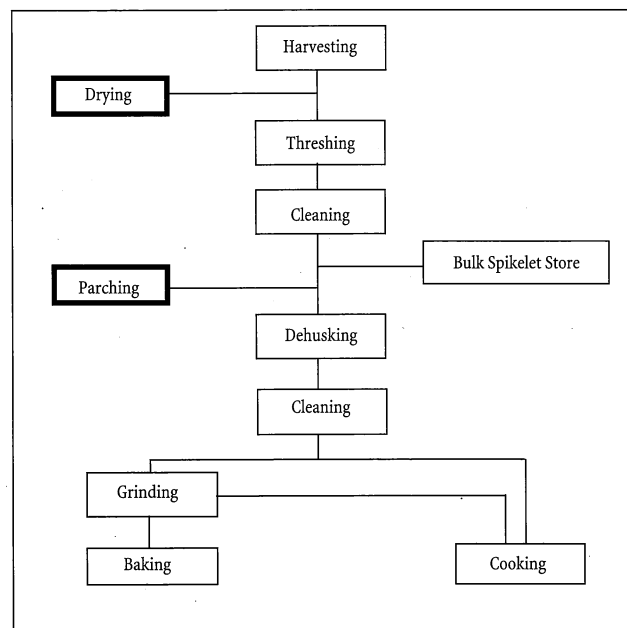 Harvesting
Drying
Threshing
Cleaning
Bulk Spikelet Store
Parching
Dehusking
Cleaning
Grinding
Baking
Cooking